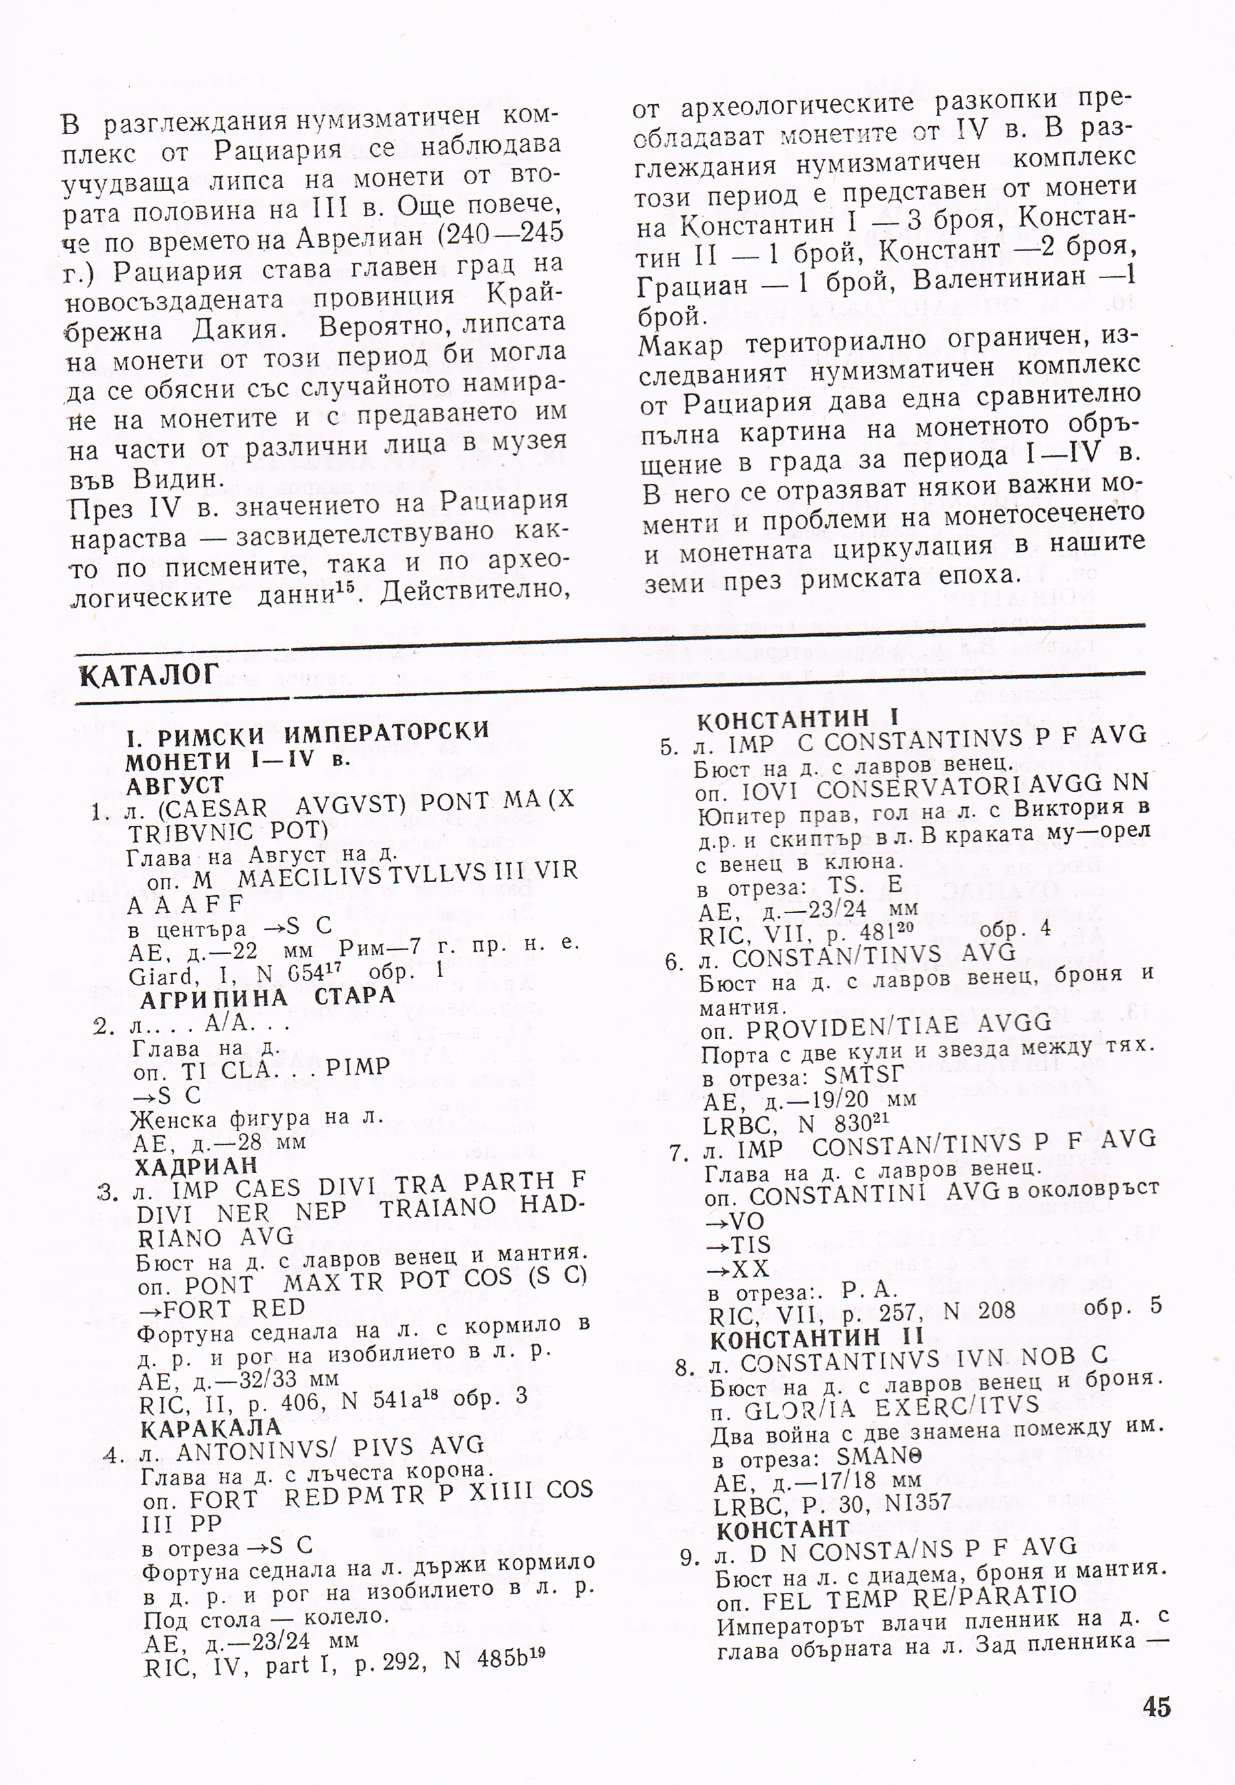 В разглеждания нумизматичен ком-
плекс от Рациария се наблюдава
учудваща липса на монети от вто-
рата половина на III в. Още повече,
че по времето на Аврелиан (240—245
г.) Рациария става главен град на
новосъздадената провинция Край-
брежна Дакия. Вероятно, липсата
на монети от този период би могла
да се обясни със случайното намира-
не на монетите и с предаването им
на части от различни лица в музея
във Видин.
През IV в. значението на Рациария
нараства — засвидетелствувано как-
то по писмените, така и по архео-
логическите данни¹⁵. Действително,
от археологическите разкопки пре-
обладават монетите от IV в. В раз-
глеждания нумизматичен комплекс
този период е представен от монети
на Константин I — 3 броя, Констан-
тин II — 1 брой, Констант —2 броя,
Грациан — 1 брой, Валентиниан —1
брой.
Макар териториално ограничен, из-
следваният нумизматичен комплекс
от Рациария дава една сравнително
пълна картина на монетното обръ-
щение в града за периода I—IV в.
В него се отразяват някои важни мо-
менти и проблеми на монетосеченето
и монетната циркулация в нашите
земи през римската епоха.
КАТАЛОГ
I. РИМСКИ ИМПЕРАТОРСКИ
МОНЕТИ I—IV в.
АВГУСТ
1. л. (CAESAR AVGVST) PONT MA (X
TRIBVNIC POT)
Глава на Август на д.
оп. M MAECILIVS TVLLVS III VIR
A A A F F
в центъра →S C
АЕ, д.—22 мм Рим—7 г. пр. н. е.
Giard, I, N 654¹⁷ обр. 1
АГРИПИНА СТАРА
2. л.. . . А/А. . .
Глава на д.
оп. TI CLA. . . . PIMP
→S C
Женска фигура на л.
АЕ, д.—28 мм
ХАДРИАН
3. л. IMP CAES DIVI TRA PARTH F
DIVI NER NEP TRAIANO HAD-
RIANO AVG
Бюст на д. с лавров венец и мантия.
оп. PONT MAX TR POT COS (S C)
→FORT RED
Фортуна седнала на л. с кормило в
д. р. и рог на изобилието в л. р.
АЕ, д.—32/33 мм
RIC, II, p. 406, N 541a¹⁸ обр. 3
КАРАКАЛА
4. л. ANTONINVS/ PIVS AVG
Глава на д. с лъчеста корона.
оп. FORT RED PM TR P XIIII COS
III PP
в отреза →S C
Фортуна седнала на л. държи кормило
в д. р. и рог на изобилието в л. р.
Под стола — колело.
АЕ, д.—23/24 мм
RIC, IV, part I, p. 292, N 485b¹⁹
КОНСТАНТИН I
5. л. IMP C CONSTANTINVS P F AVG
Бюст на д. с лавров венец.
оп. IOVI CONSERVATORI AVGG NN
Юпитер прав, гол на л. с Виктория в
д.р. и скиптър в л. В краката му—орел
с венец в клюна.
в отреза: TS. E
АЕ, д.—23/24 мм
RIC, VII, p. 481²⁰ обр. 4
6. л. CONSTAN/TINVS AVG
Бюст на д. с лавров венец, броня и
мантия.
оп. PROVIDEN/TIAE AVGG
Порта с две кули и звезда между тях.
в отреза: SMTSГ
АЕ, д.—19/20 мм
LRBC, N 830²¹
7. л. IMP CONSTAN/TINVS P F AVG
Глава на д. с лавров венец.
оп. CONSTANTINI AVG в околовръст
→VO
→TIS
→XX
в отреза:. P. A.
RIC, VII, p. 257, N 208 обр. 5
КОНСТАНТИН II
8. л. CONSTANTINVS IVN NOB C
Бюст на д. с лавров венец и броня.
п. GLOR/IA EXERC/ITVS
Два война с две знамена помежду им.
в отреза: SMANѲ
АЕ, д.—17/18 мм
LRBC, P. 30, N1357
КОНСТАНТ
9. л. D N CONSTA/NS P F AVG
Бюст на л. с диадема, броня и мантия.
оп. FEL TEMP RE/PARATIO
Императорът влачи пленник на д. с
глава обърната на л. Зад пленника —
45